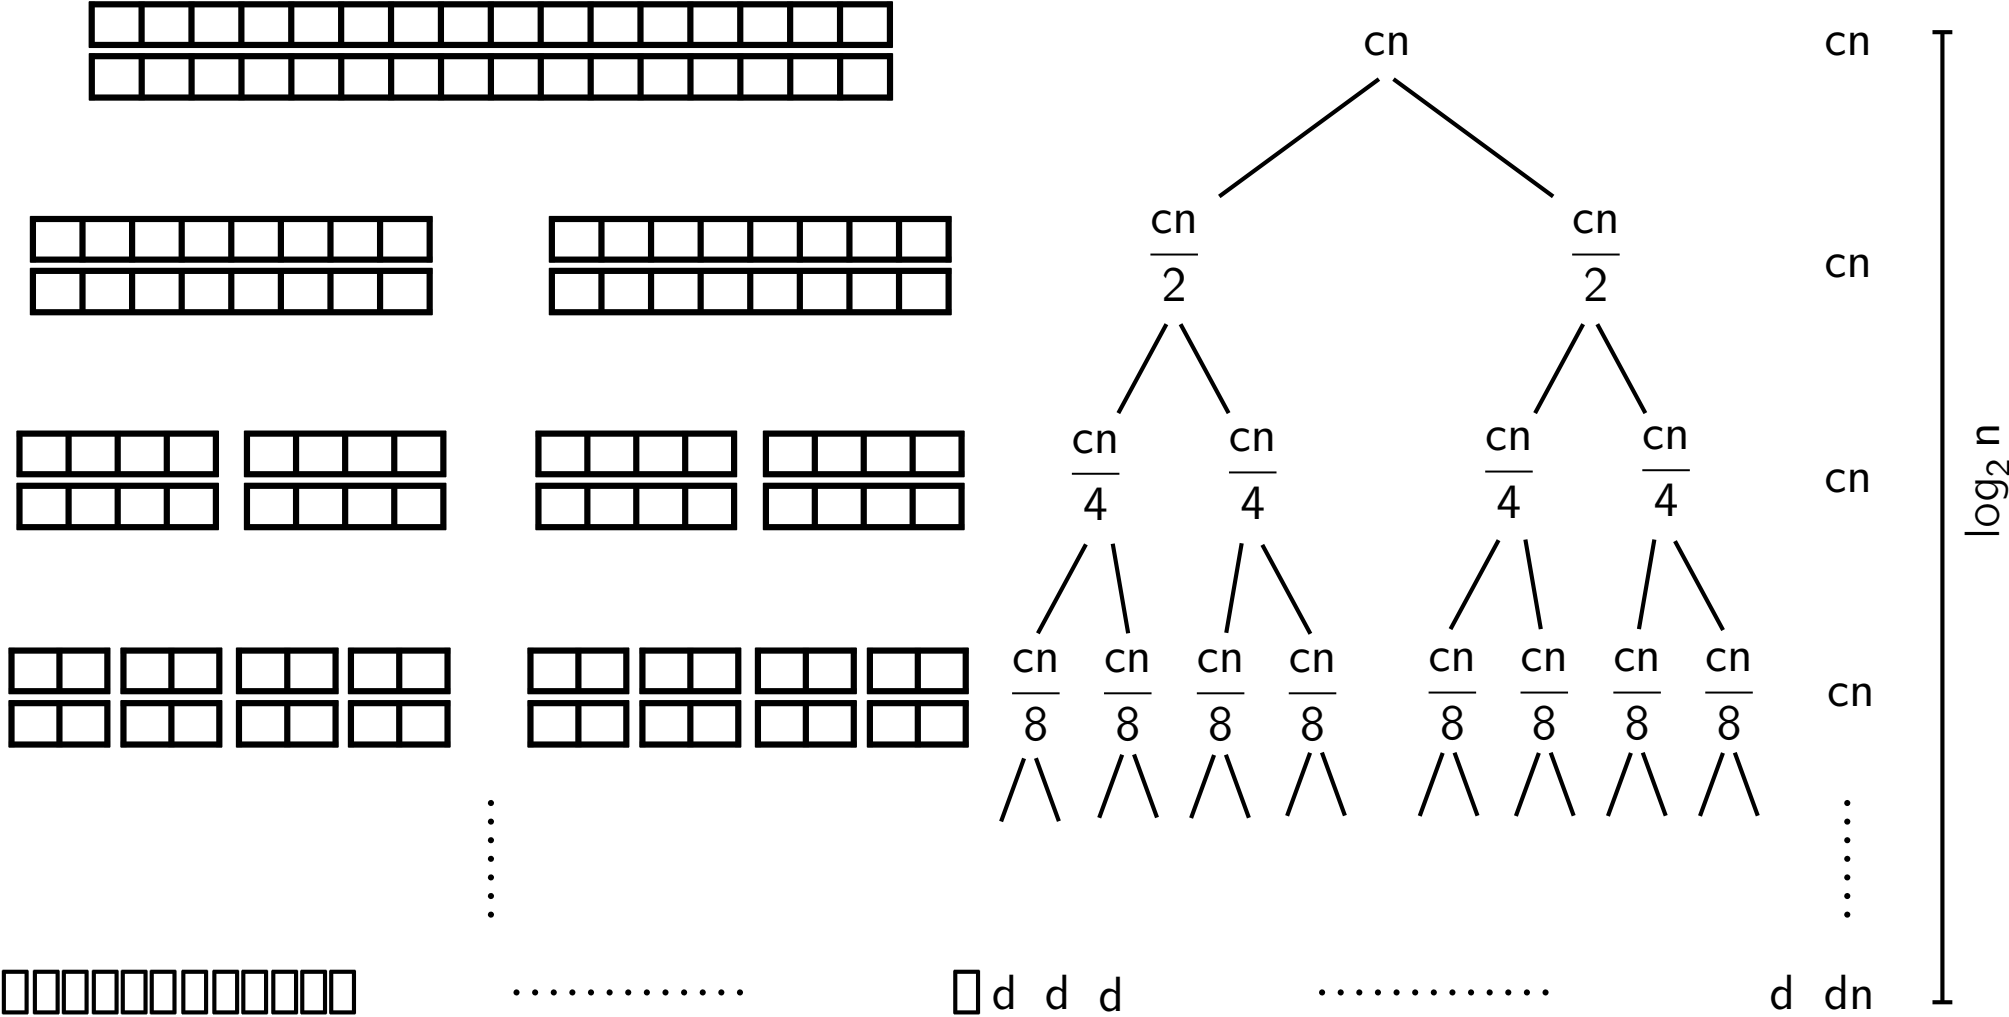 cn cn
cn/2 cn/2 cn
cn/4 cn/4 cn/4 cn/4 cn
cn/8 cn/8 cn/8 cn/8 cn/8 cn/8 cn/8 cn/8 cn
d d d d dn
log₂ n